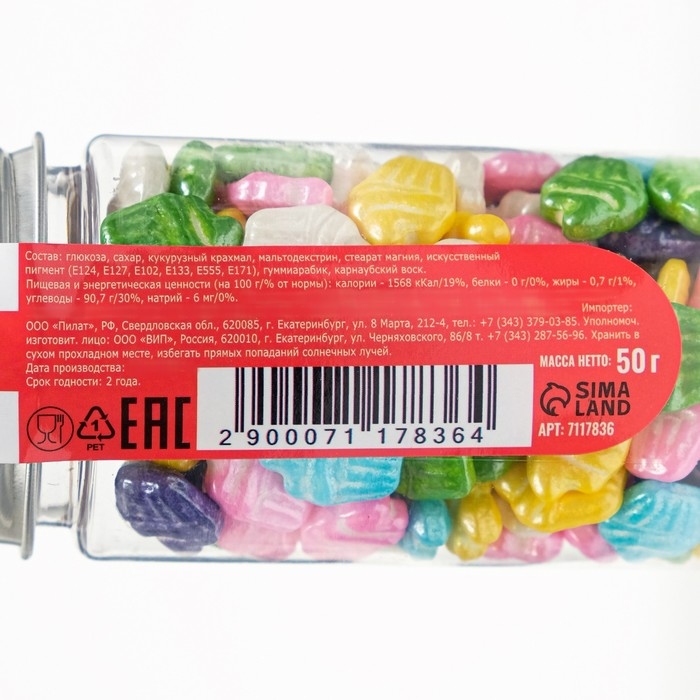 Состав: глюкоза, сахар, кукурузный крахмал, мальтодекстрин, стеарат магния, искусственный
пигмент (Е124, Е127, Е102, Е133, Е555, Е171), гуммиарабик, карнаубский воск.
Пищевая и энергетическая ценности (на 100 г/% от нормы): калории - 1568 кКал/19%, белки - 0 г/0%, жиры - 0,7 г/1%,
углеводы - 90,7 г/30%, натрий - 6 мг/0%.
Импортер:
ООО «Пилат», РФ, Свердловская обл., 620085, г. Екатеринбург, ул. 8 Марта, 212-4, тел.: +7 (343) 379-03-85. Уполномоч.
изготовит. лицо: ООО «ВИП», Россия, 620010, г. Екатеринбург, ул. Черняховского, 86/8 т. +7 (343) 287-56-96. Хранить в
сухом прохладном месте, избегать прямых попаданий солнечных лучей.
Дата производства:
Срок годности: 2 года.
МАССА НЕТТО: 50 г
1
PET
EAC
2 900071 178364
SIMA
LAND
АРТ: 7117836